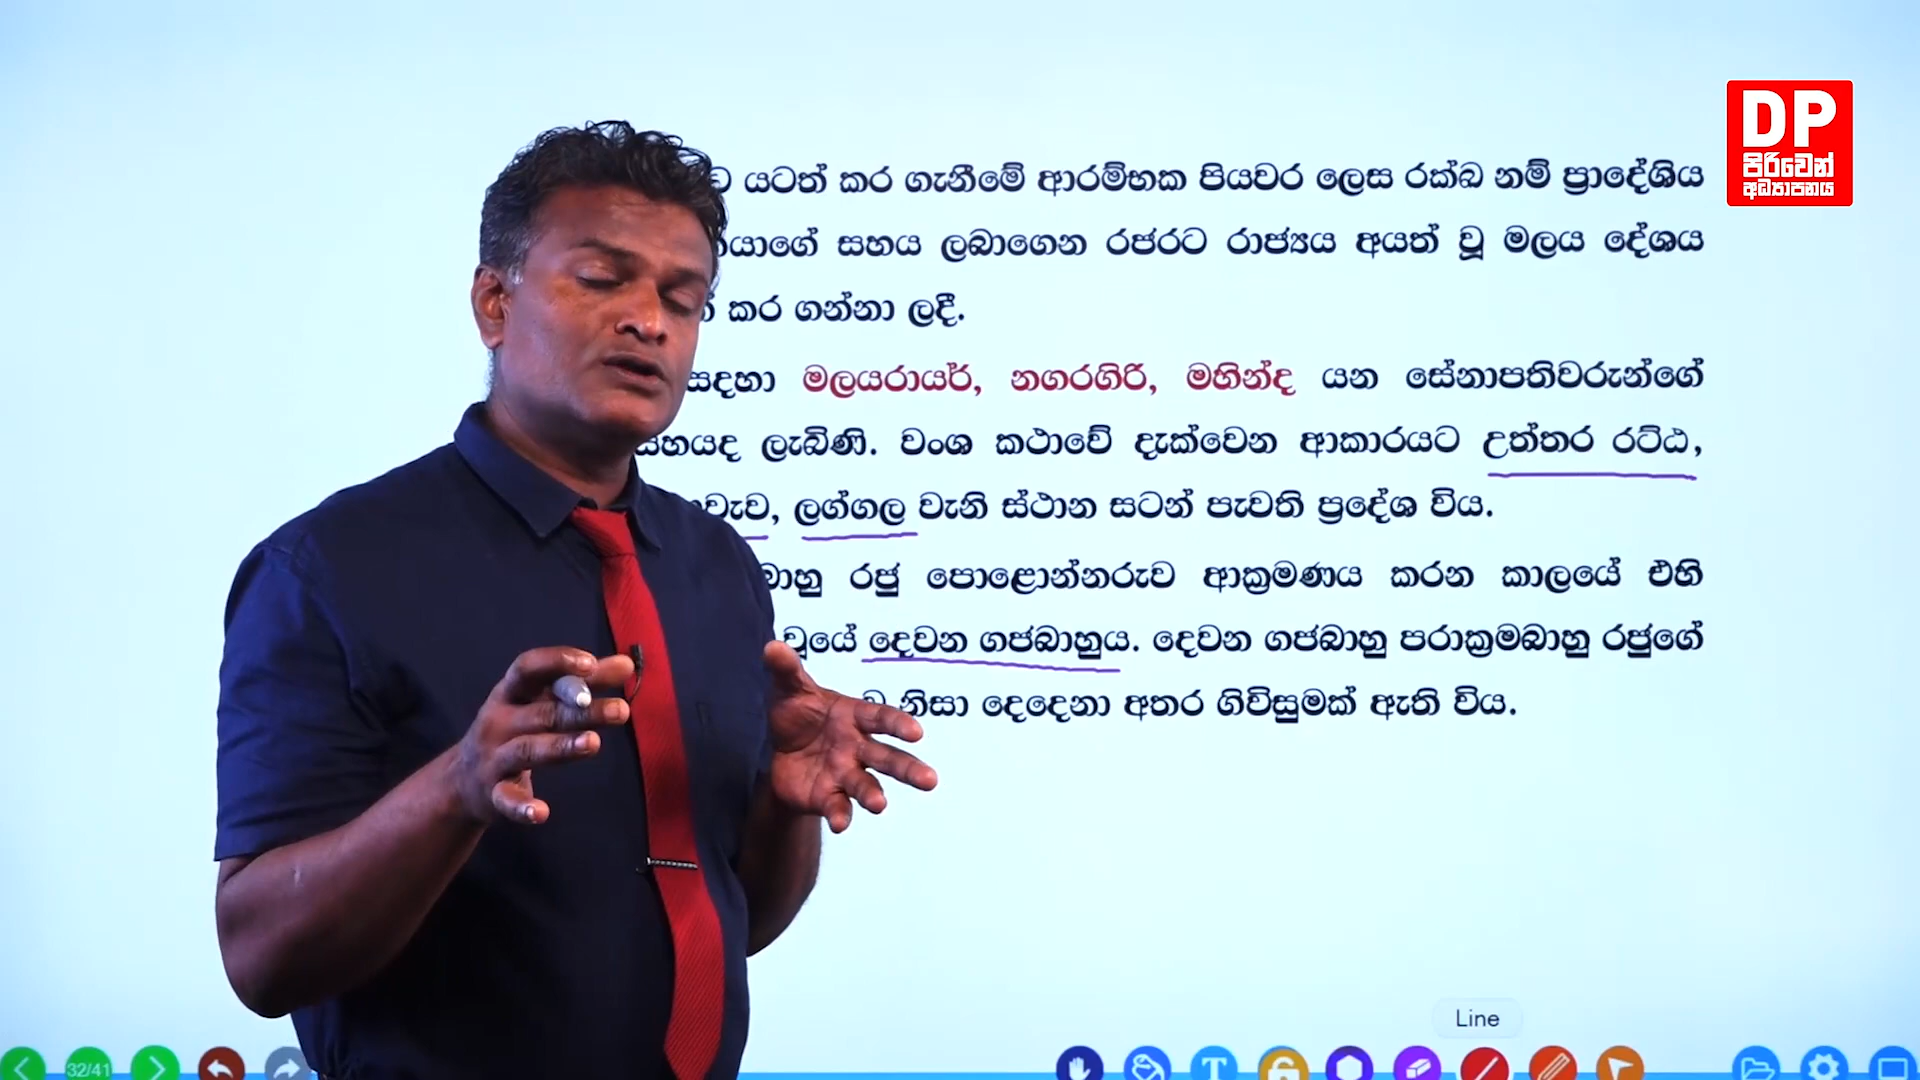 DP
පිරිවෙන්
අධ්‍යාපනය
යටත් කර ගැනීමේ ආරම්භක පියවර ලෙස රක්ඛ නම් ප්‍රාදේශිය
සහය ලබාගෙන රජරට රාජ්‍යය අයත් වූ මලය දේශය
කර ගන්නා ලදී.
සදහා මලයරායර්, නගරගිරි, මහින්ද යන සේනාපතිවරුන්ගේ
සහයද ලැබිණි. වංශ කථාවේ දැක්වෙන ආකාරයට උත්තර රට්ඨ,
ලග්ගල වැනි ස්ථාන සටන් පැවති ප්‍රදේශ විය.
රජු පොළොන්නරුව ආක්‍රමණය කරන කාලයේ එහි
වූයේ දෙවන ගජබාහුය. දෙවන ගජබාහු පරාක්‍රමබාහු රජුගේ
නිසා දෙදෙනා අතර ගිවිසුමක් ඇති විය.
Line
32/41